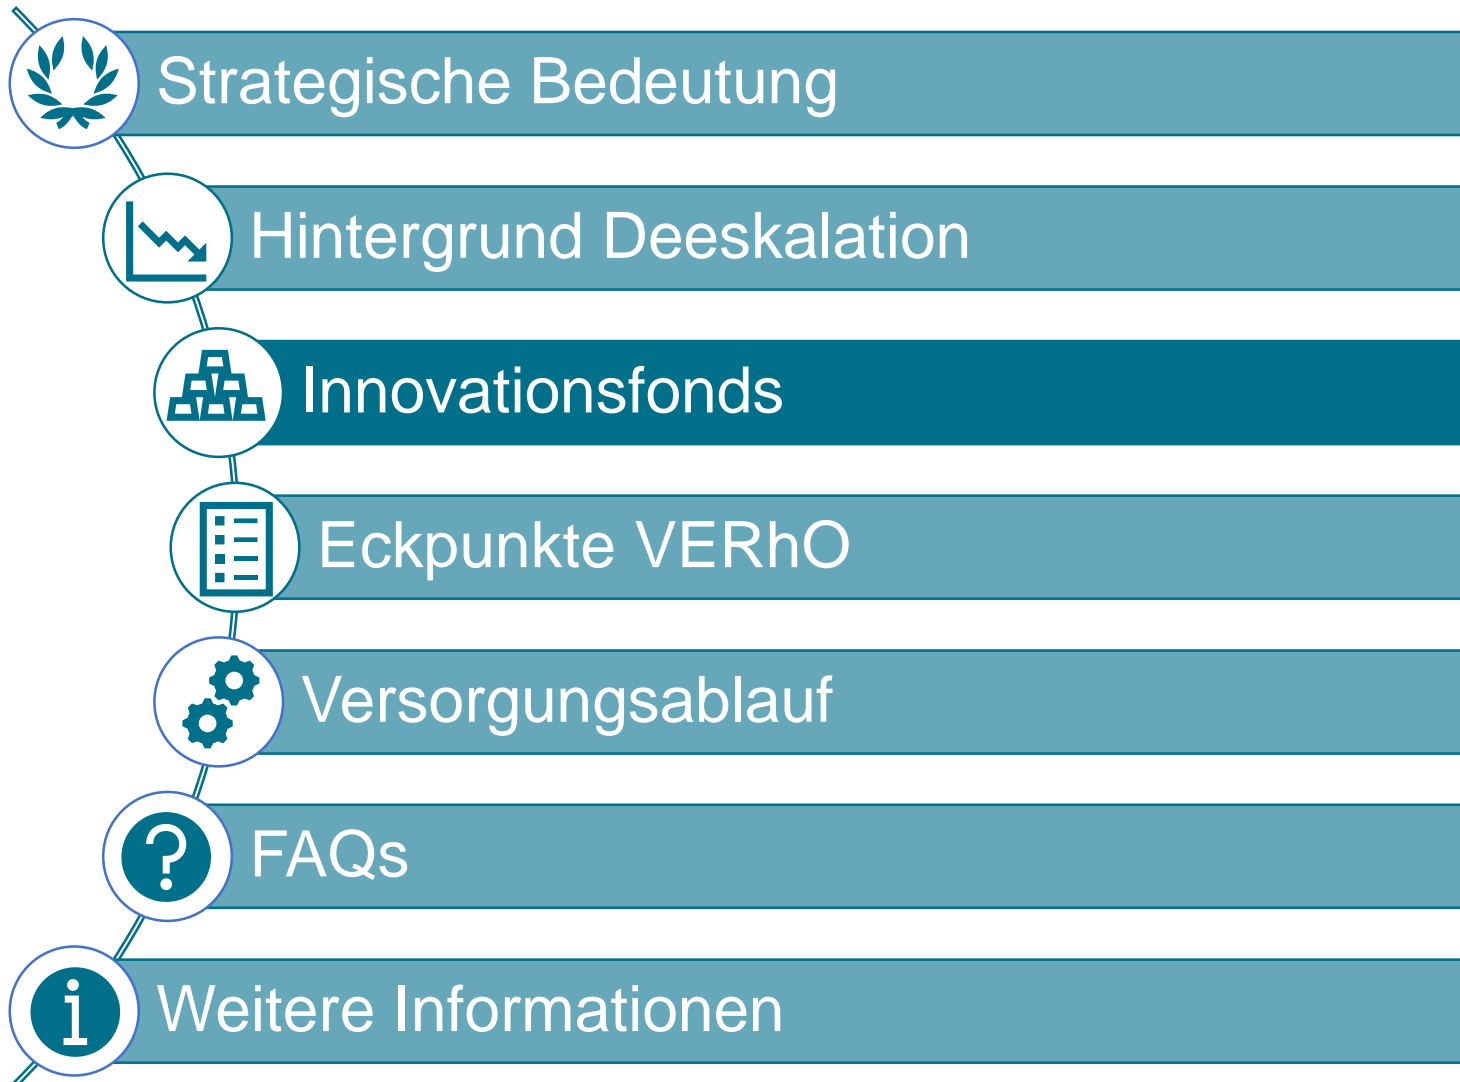 Strategische Bedeutung
Hintergrund Deeskalation
Innovationsfonds
Eckpunkte VERhO
Versorgungsablauf
FAQs
Weitere Informationen